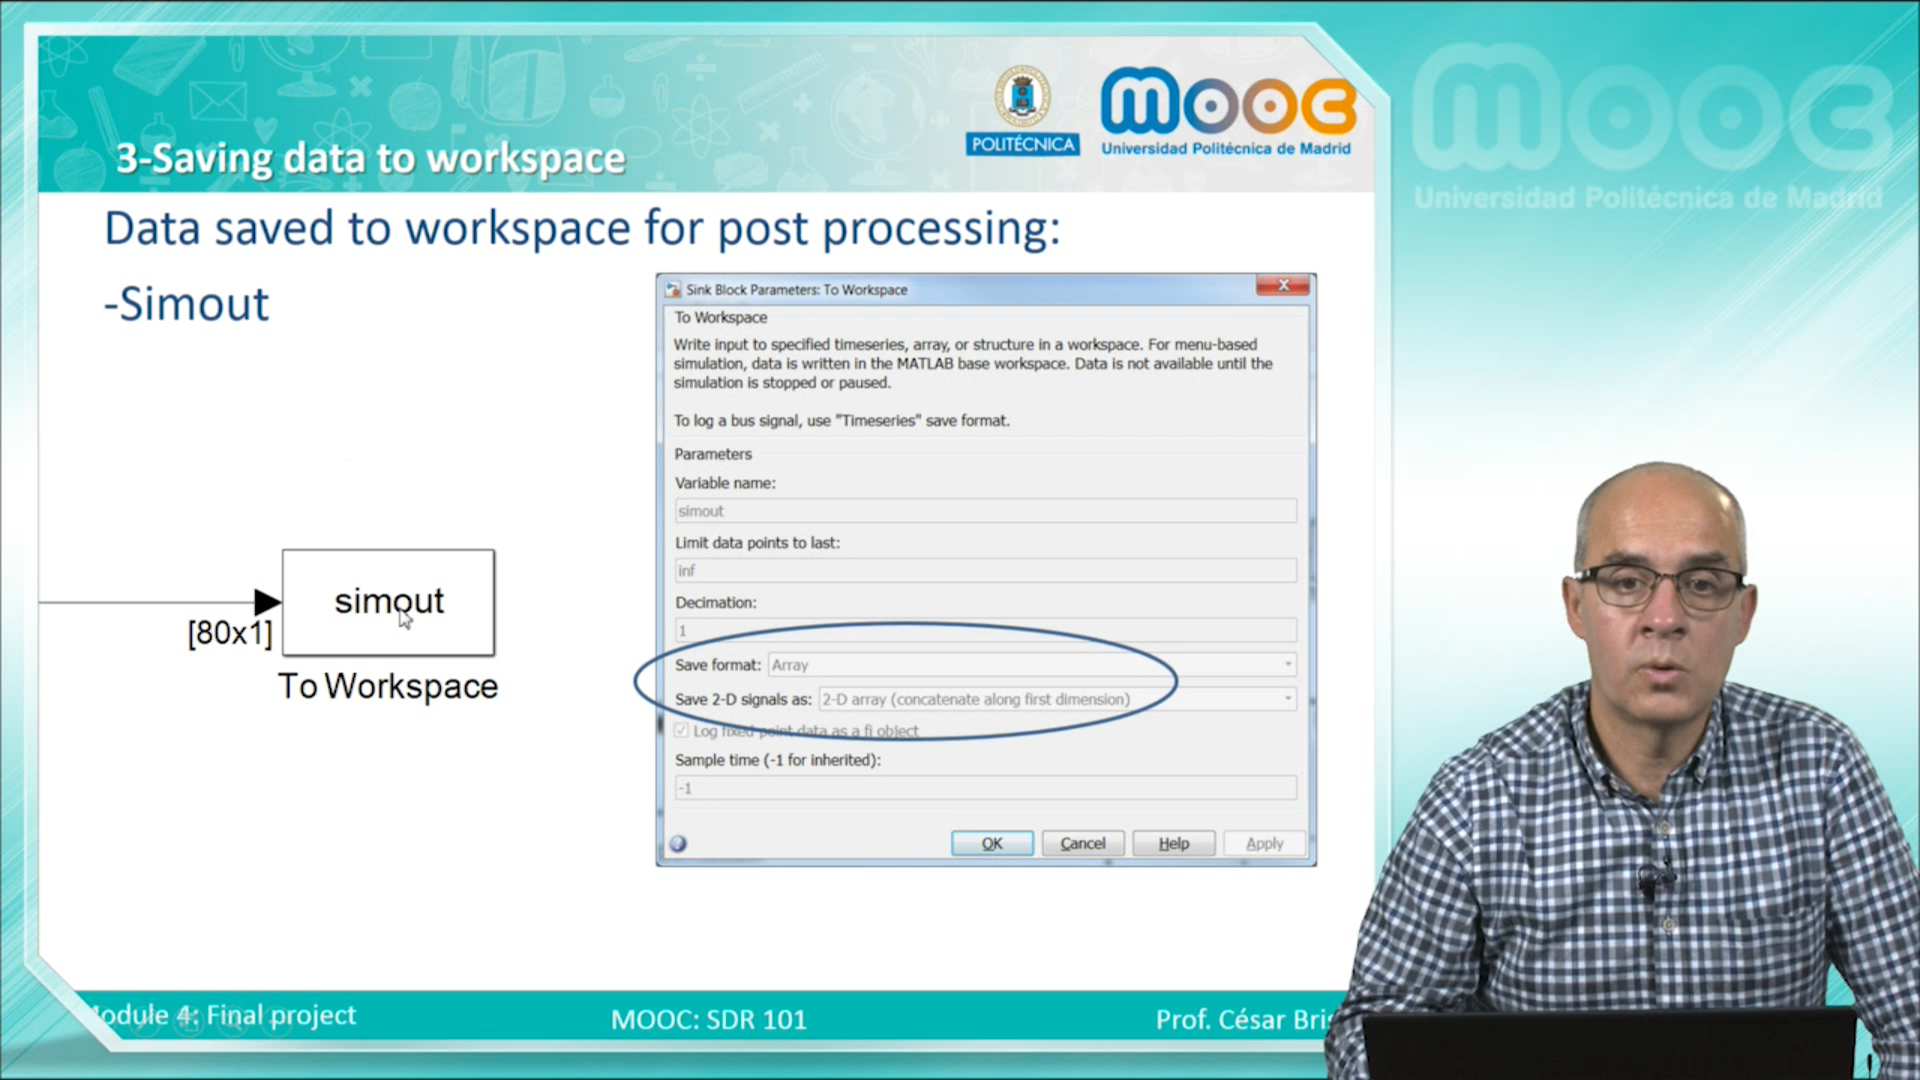 3-Saving data to workspace
POLITÉCNICA
mooc
Universidad Politécnica de Madrid
mooc
Universidad Politécnica de Madrid
Data saved to workspace for post processing:
-Simout
simout
[80x1]
To Workspace
Sink Block Parameters: To Workspace
To Workspace
Write input to specified timeseries, array, or structure in a workspace. For menu-based
simulation, data is written in the MATLAB base workspace. Data is not available until the
simulation is stopped or paused.
To log a bus signal, use "Timeseries" save format.
Parameters
Variable name:
simout
Limit data points to last:
inf
Decimation:
1
Save format: Array
Save 2-D signals as: 2-D array (concatenate along first dimension)
Log fixed-point data as a fi object
Sample time (-1 for inherited):
-1
OK Cancel Help Apply
Module 4: Final project
MOOC: SDR 101
Prof. César Bris